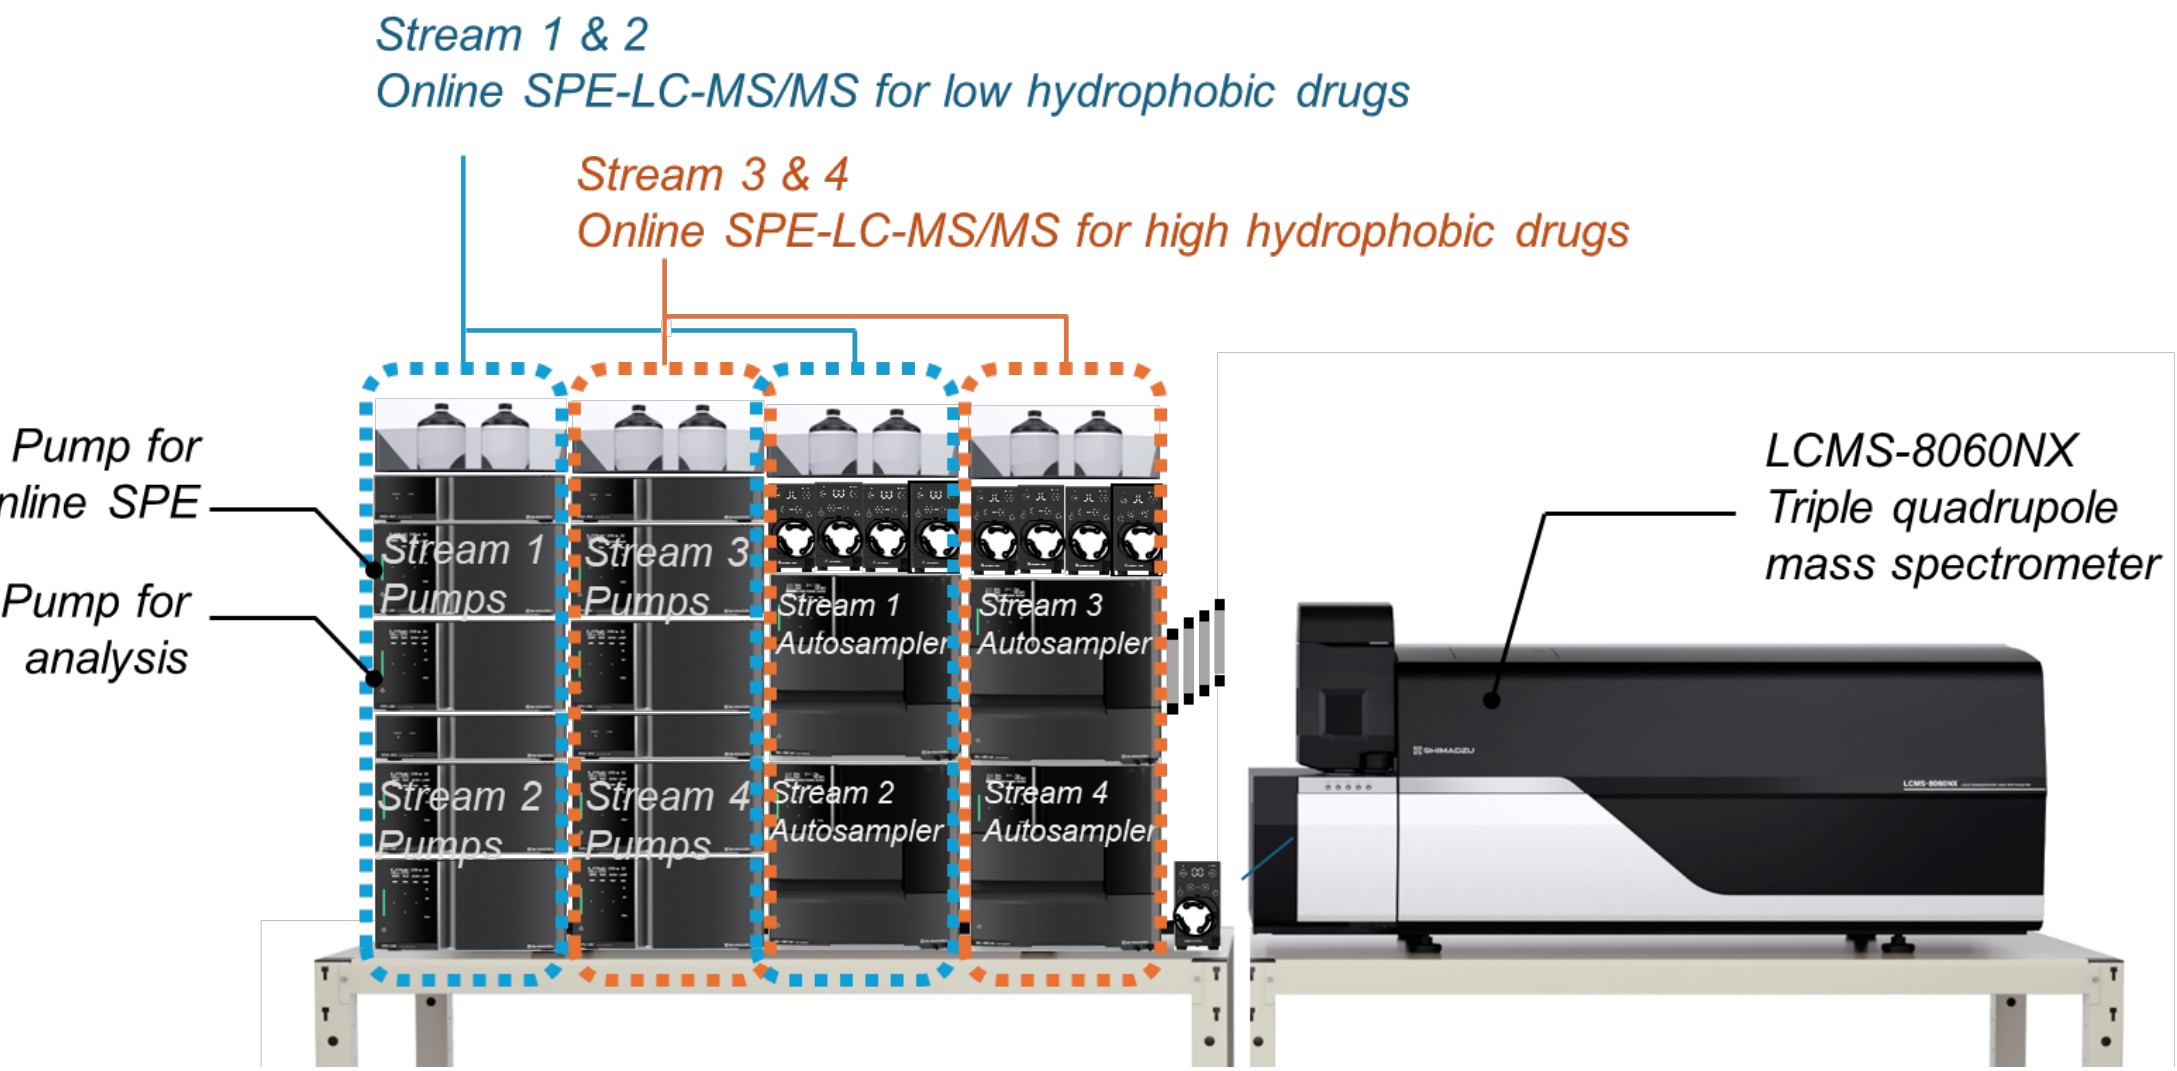 Stream 1 & 2
Online SPE-LC-MS/MS for low hydrophobic drugs
Stream 3 & 4
Online SPE-LC-MS/MS for high hydrophobic drugs
Pump for
nline SPE
Pump for
analysis
Stream 1
Pumps
Stream 3
Pumps
Stream 1
Autosampler
Stream 3
Autosampler
Stream 2
Pumps
Stream 4
Pumps
Stream 2
Autosampler
Stream 4
Autosampler
LCMS-8060NX
Triple quadrupole
mass spectrometer
SHIMADZU
LCMS-8060NX